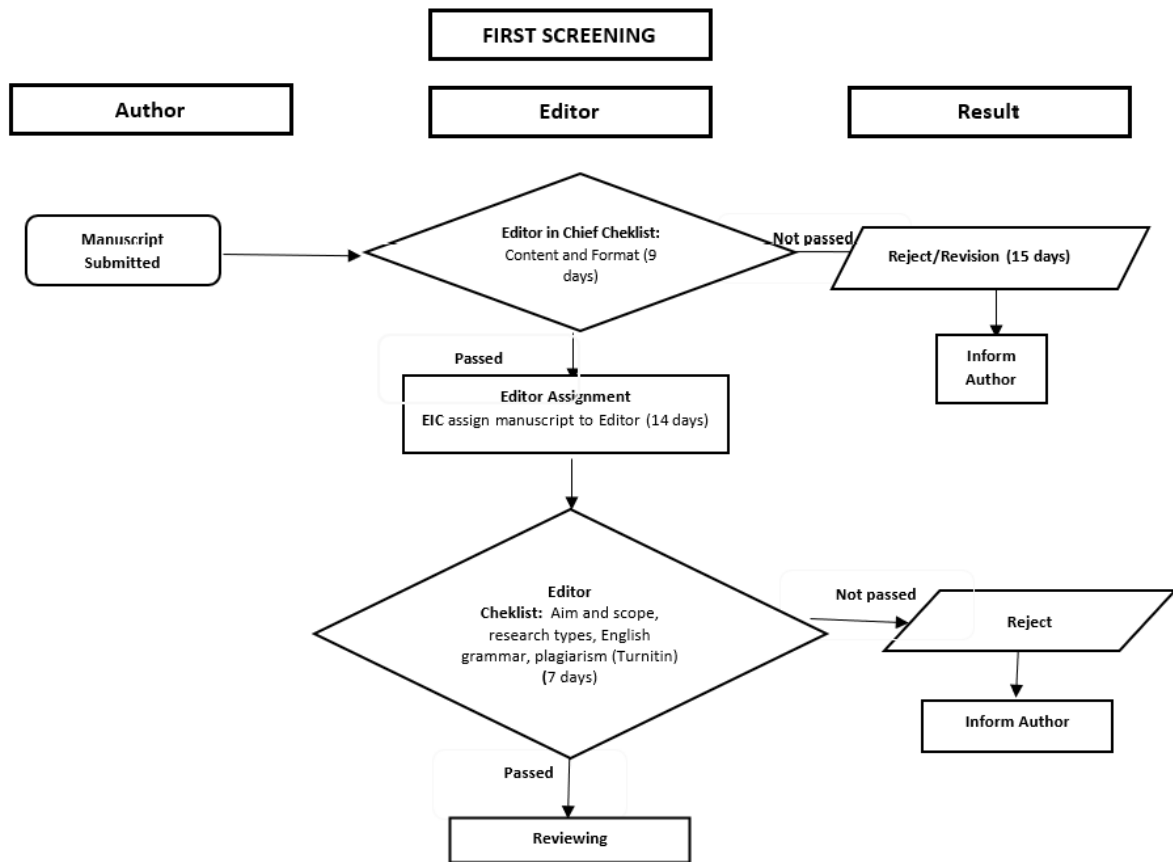 FIRST SCREENING
Author
Editor
Result
Manuscript
Submitted
Editor in Chief Cheklist:
Content and Format (9
days)
Not passed
Reject/Revision (15 days)
Inform
Author
Passed
Editor Assignment
EIC assign manuscript to Editor (14 days)
Editor
Cheklist: Aim and scope,
research types, English
grammar, plagiarism (Turnitin)
(7 days)
Not passed
Reject
Inform Author
Passed
Reviewing